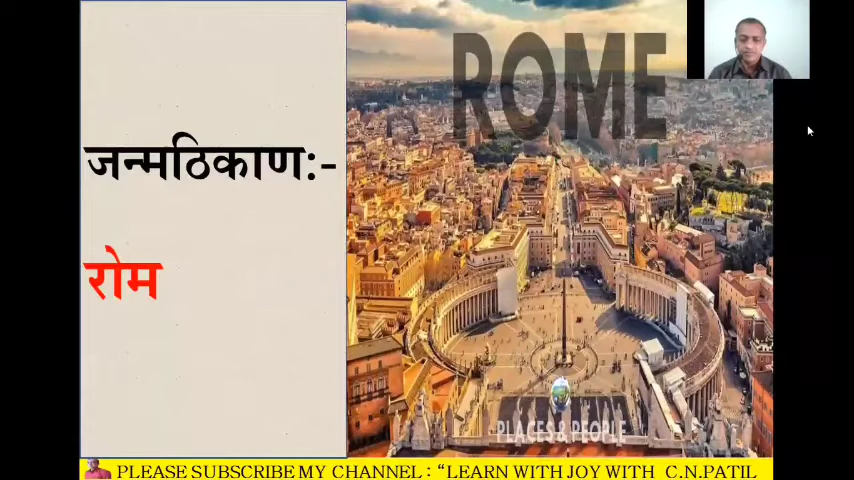 जन्मठिकाण:-
रोम
ROME
PLACES & PEOPLE
PLEASE SUBSCRIBE MY CHANNEL : “LEARN WITH JOY WITH C.N.PATIL